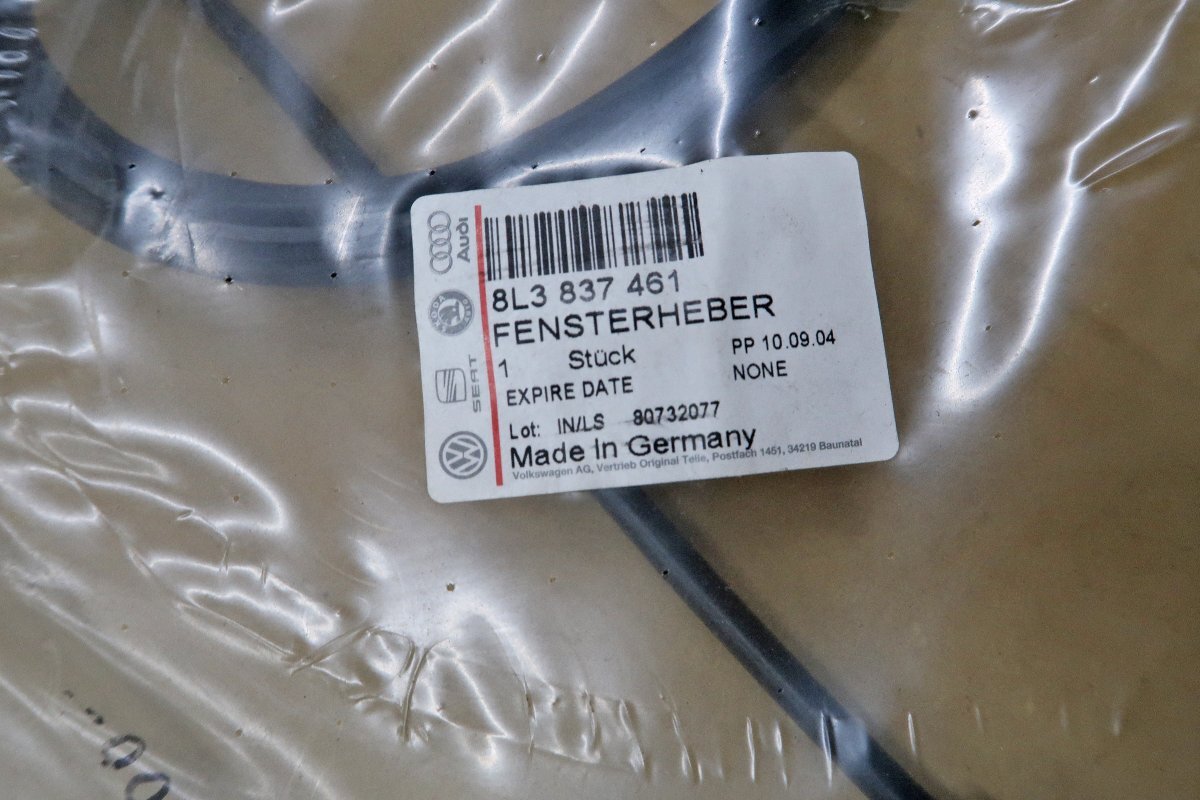 Audi
SKODA
SEAT
8L3 837 461
FENSTERHEBER
1 Stück PP 10.09.04
EXPIRE DATE NONE
Lot: IN/LS 80732077
Made In Germany
Volkswagen AG, Vertrieb Original Teile, Postfach 1451, 34219 Baunatal